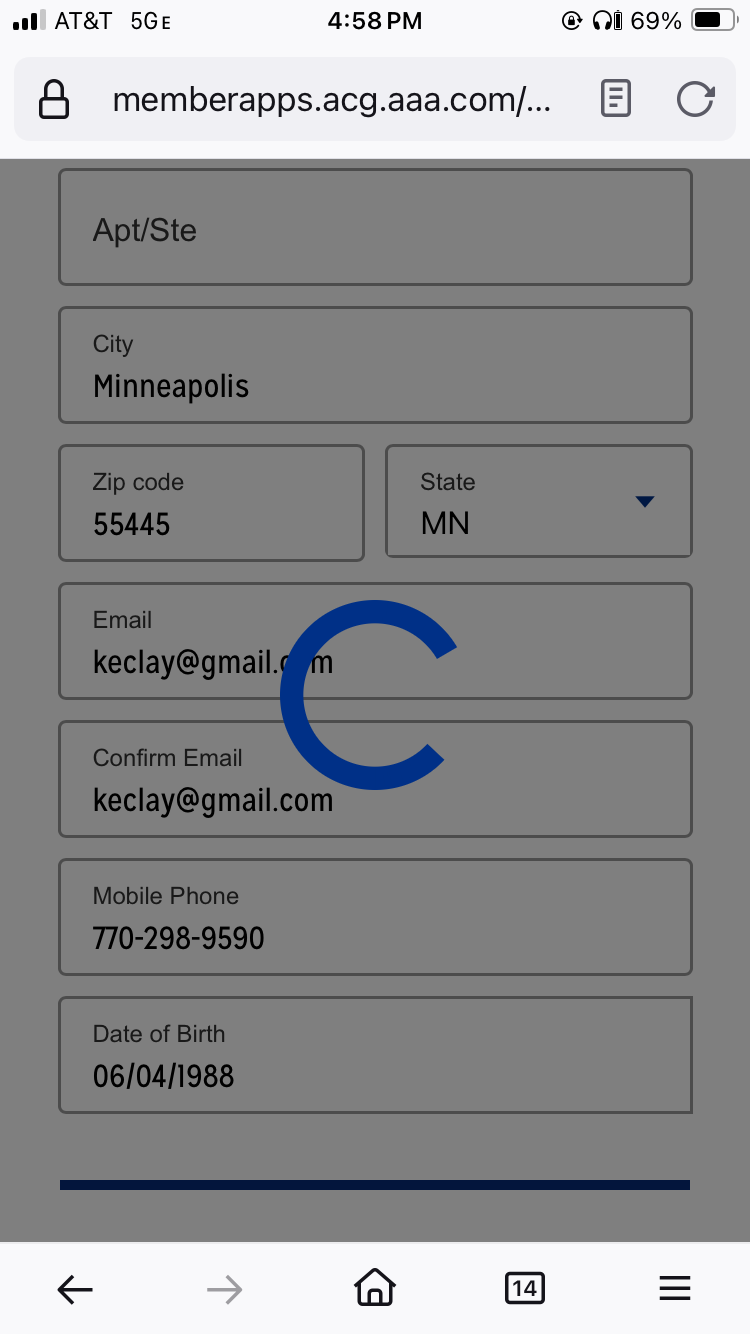 AT&T 5GE 4:58 PM 69%
memberapps.acg.aaa.com/...
Apt/Ste
City
Minneapolis
Zip code
55445
State
MN
Email
keclay@gmail.c m
Confirm Email
keclay@gmail.com
Mobile Phone
770-298-9590
Date of Birth
06/04/1988
14